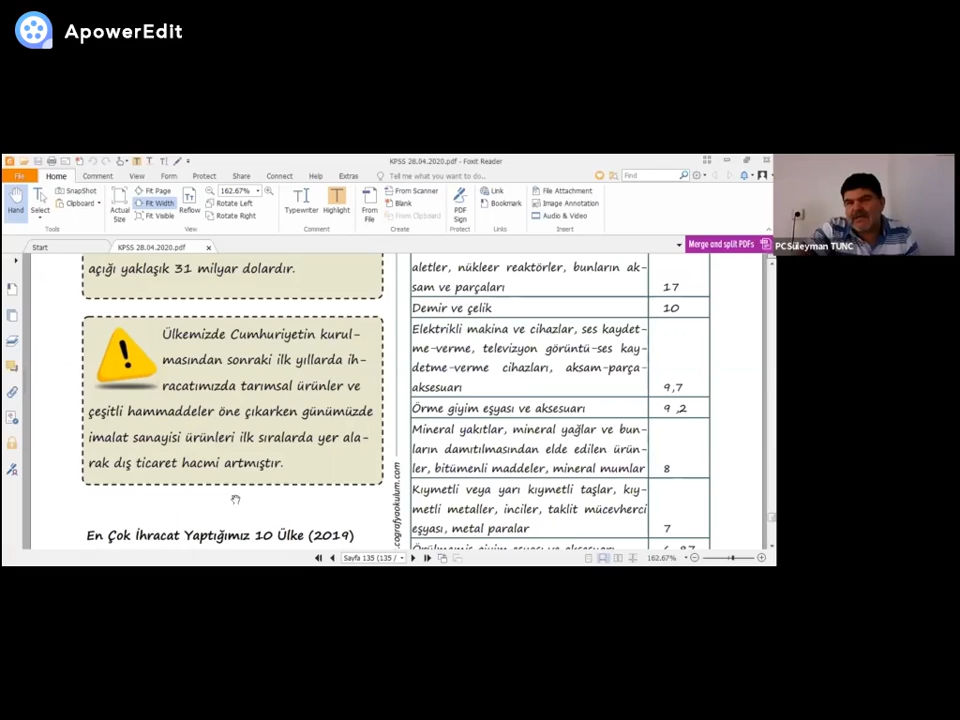 ApowerEdit
KPSS 28.04.2020.pdf - Foxit Reader
File
Home
Comment
View
Form
Protect
Share
Connect
Help
Extras
Tell me what you want to do...
Find
Hand
Select
SnapShot
Clipboard
Actual
Size
Fit Page
Fit Width
Fit Visible
Reflow
162.67%
Rotate Left
Rotate Right
Typewriter
Highlight
From
File
From Scanner
Blank
From Clipboard
PDF
Sign
Link
Bookmark
File Attachment
Image Annotation
Audio & Video
Tools
View
Comment
Create
Protect
Links
Insert
Start
KPSS 28.04.2020.pdf
Merge and split PDFs
PCSüleyman TUNC
açığı yaklaşık 31 milyar dolardır.
Ülkemizde Cumhuriyetin kurul-
masından sonraki ilk yıllarda ih-
racatımızda tarımsal ürünler ve
çeşitli hammaddeler öne çıkarken günümüzde
imalat sanayisi ürünleri ilk sıralarda yer ala-
rak dış ticaret hacmi artmıştır.
En Çok İhracat Yaptığımız 10 Ülke (2019)
.cografyaokulum.com
aletler, nükleer reaktörler, bunların ak-
sam ve parçaları 17
Demir ve çelik 10
Elektrikli makina ve cihazlar, ses kaydet-
me-verme, televizyon görüntü-ses kay-
detme-verme cihazları, aksam-parça-
aksesuarı 9,7
Örme giyim eşyası ve aksesuarı 9 ,2
Mineral yakıtlar, mineral yağlar ve bun-
ların damıtılmasından elde edilen ürün-
ler, bitümenli maddeler, mineral mumlar 8
Kıymetli veya yarı kıymetli taşlar, kıy-
metli metaller, inciler, taklit mücevherci
eşyası, metal paralar 7
Örülmemiş giyim eşyası ve aksesuarı 6,87
Sayfa 135 (135 /
162.67%